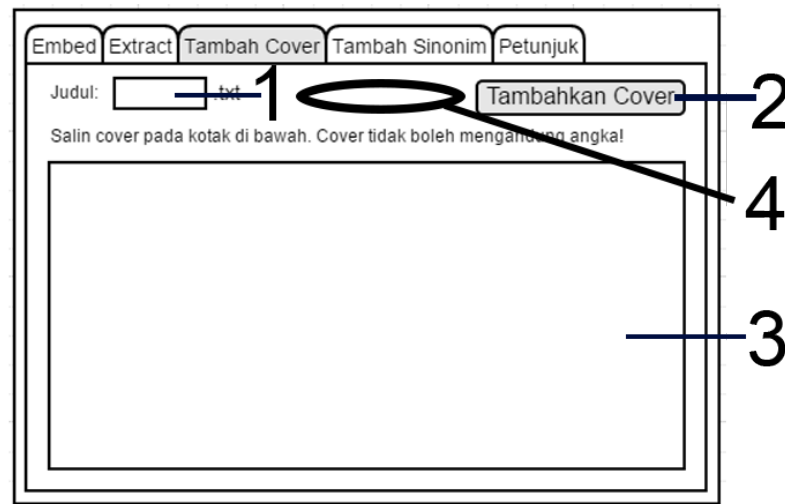 Embed Extract Tambah Cover Tambah Sinonim Petunjuk
Judul: .txt 1 Tambahkan Cover 2
Salin cover pada kotak di bawah. Cover tidak boleh mengandung angka!
4
3